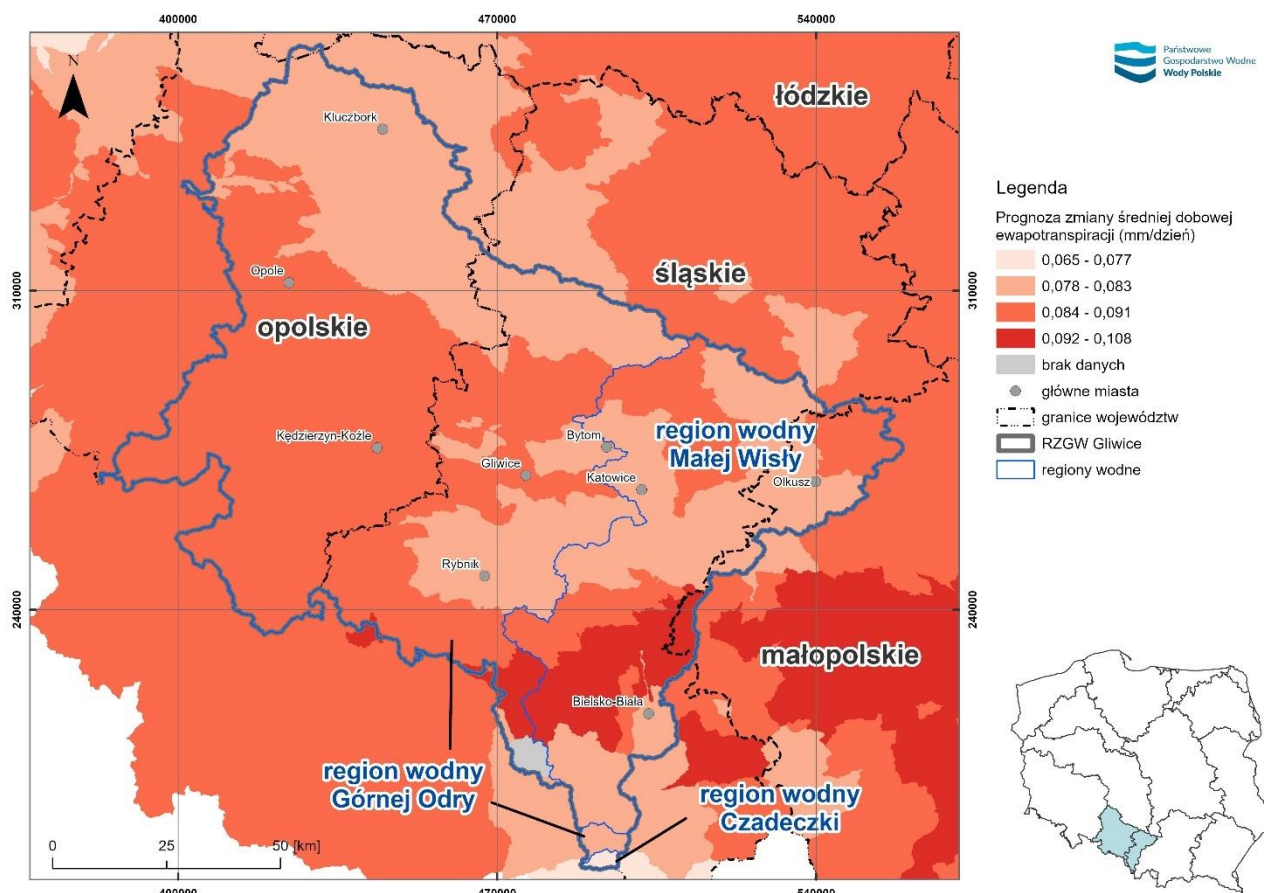 400000
470000
540000
N
łódzkie
Kluczbork
Opole
śląskie
310000
310000
opolskie
Kędzierzyn-Koźle
Bytom
region wodny
Małej Wisły
Gliwice
Katowice
Olkusz
Rybnik
240000
240000
małopolskie
Bielsko-Biała
region wodny
Górnej Odry
region wodny
Czadeczki
0
25
50 [km]
400000
470000
540000
Państwowe
Gospodarstwo Wodne
Wody Polskie
Legenda
Prognoza zmiany średniej dobowej
ewapotranspiracji (mm/dzień)
0,065 - 0,077
0,078 - 0,083
0,084 - 0,091
0,092 - 0,108
brak danych
główne miasta
granice województw
RZGW Gliwice
regiony wodne